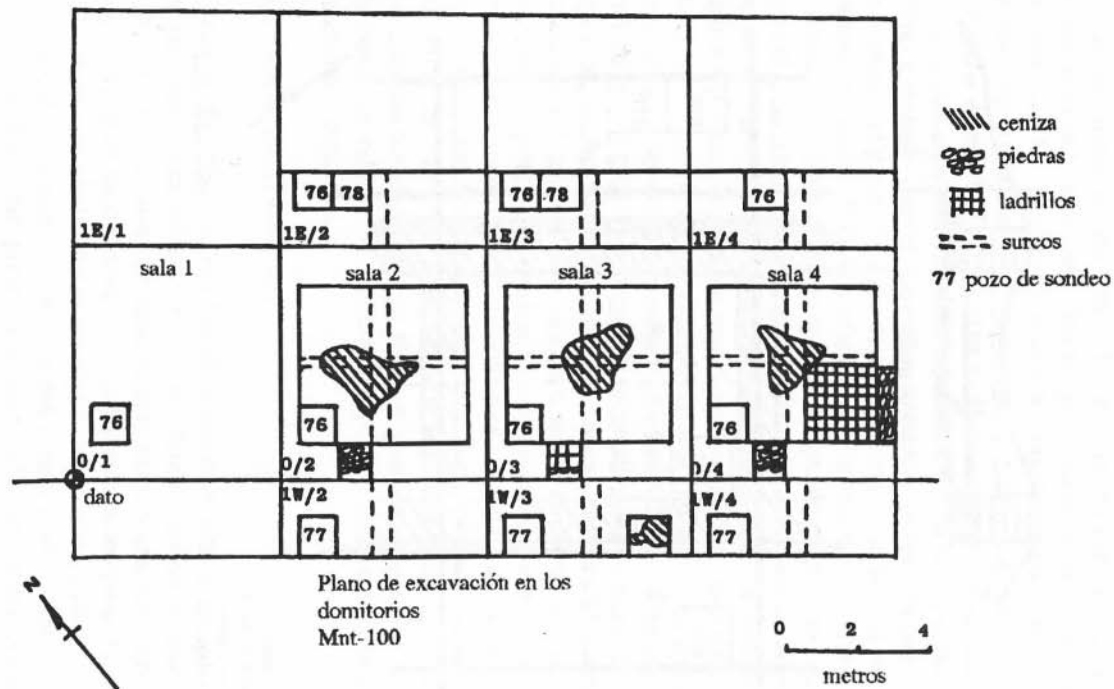 76 78
76 .78
76
1E/1
1E/2
1E/3
1E/4
sala 1
sala 2
sala 3
sala 4
76
76
76
76
0/1
0/2
0/3
0/4
dato
1W/2
1W/3
1W/4
77
77
77
ceniza
piedras
ladrillos
surcos
77 pozo de sondeo
N
Plano de excavación en los
domitorios
Mnt-100
0 2 4
metros